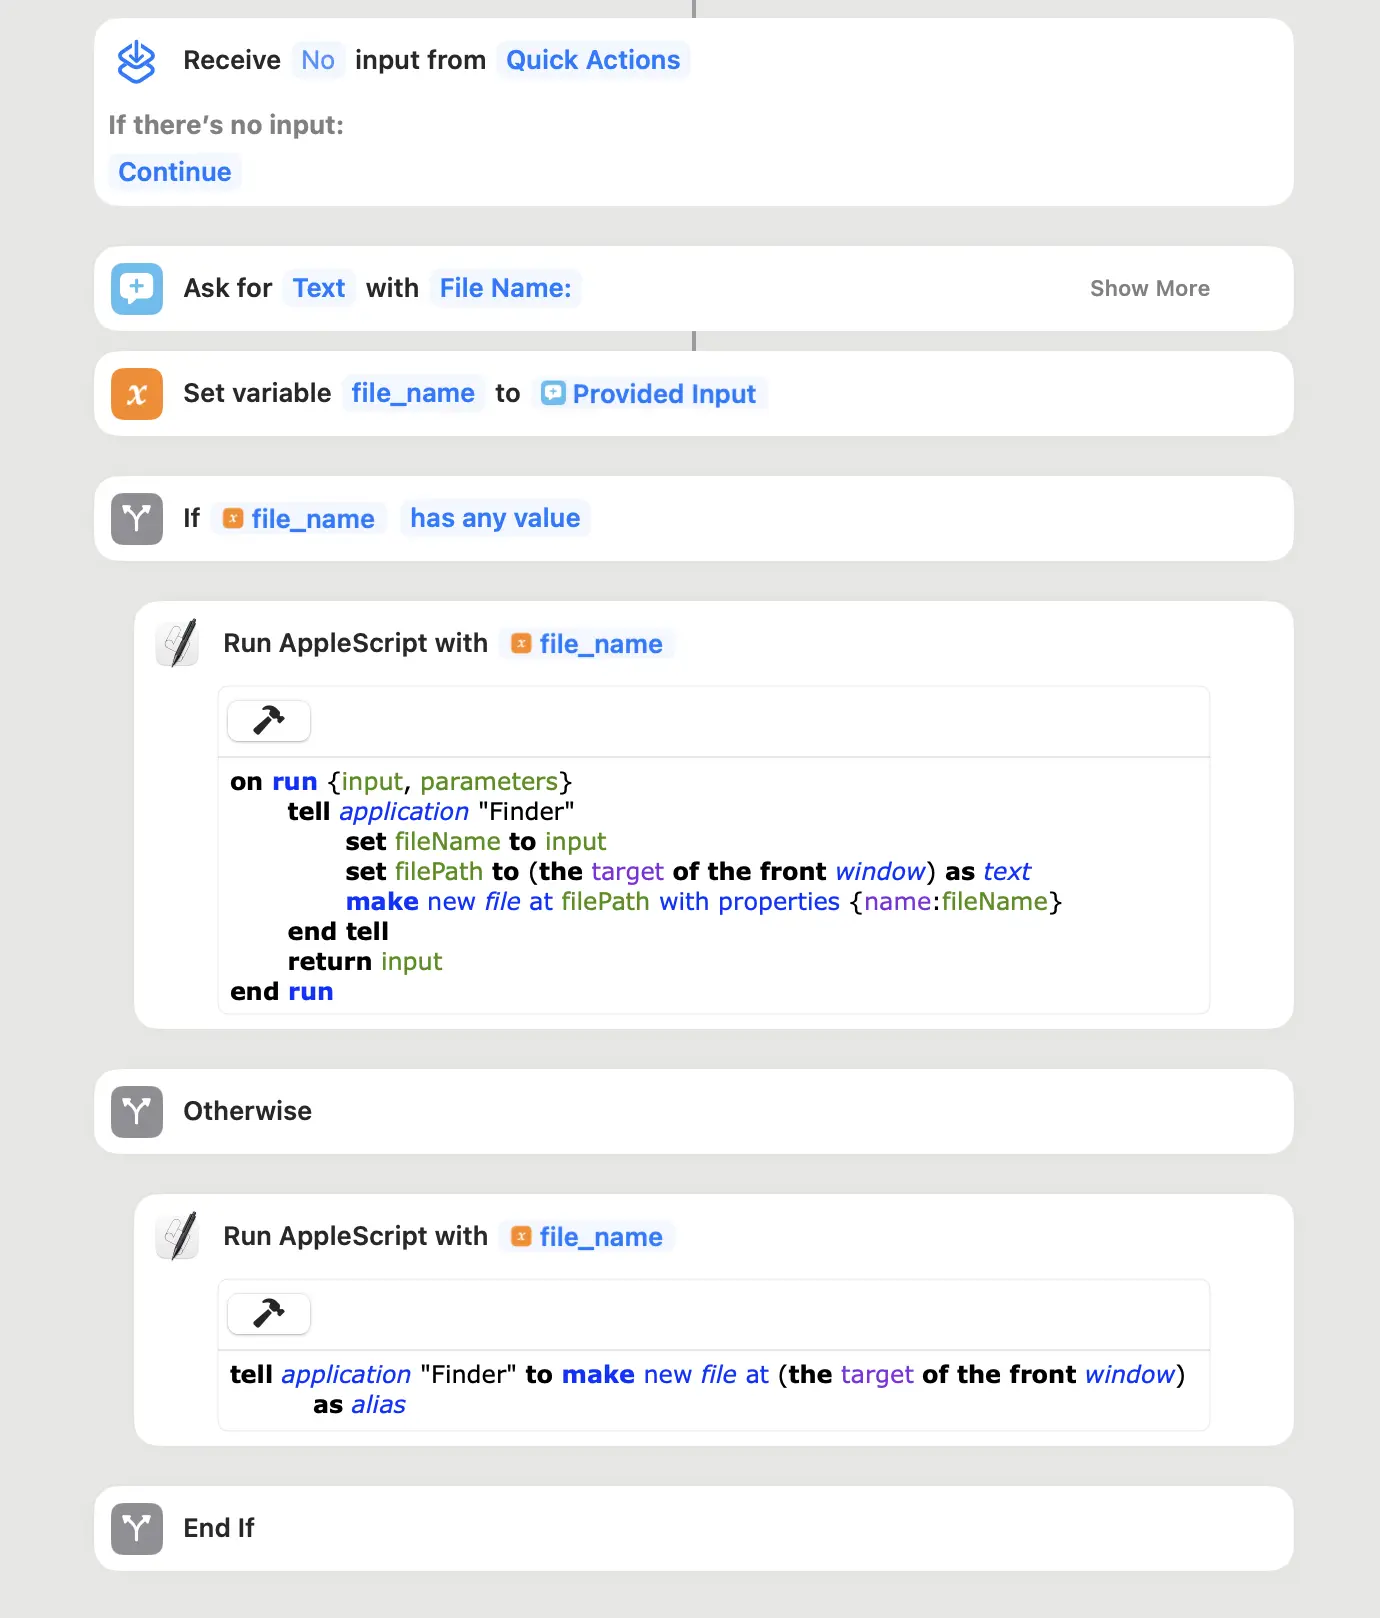 Receive No input from Quick Actions
If there's no input:
Continue
Ask for Text with File Name: Show More
Set variable file_name to Provided Input
If file_name has any value
Run AppleScript with file_name
on run {input, parameters}
tell application "Finder"
set fileName to input
set filePath to (the target of the front window) as text
make new file at filePath with properties {name:fileName}
end tell
return input
end run
Otherwise
Run AppleScript with file_name
tell application "Finder" to make new file at (the target of the front window)
as alias
End If